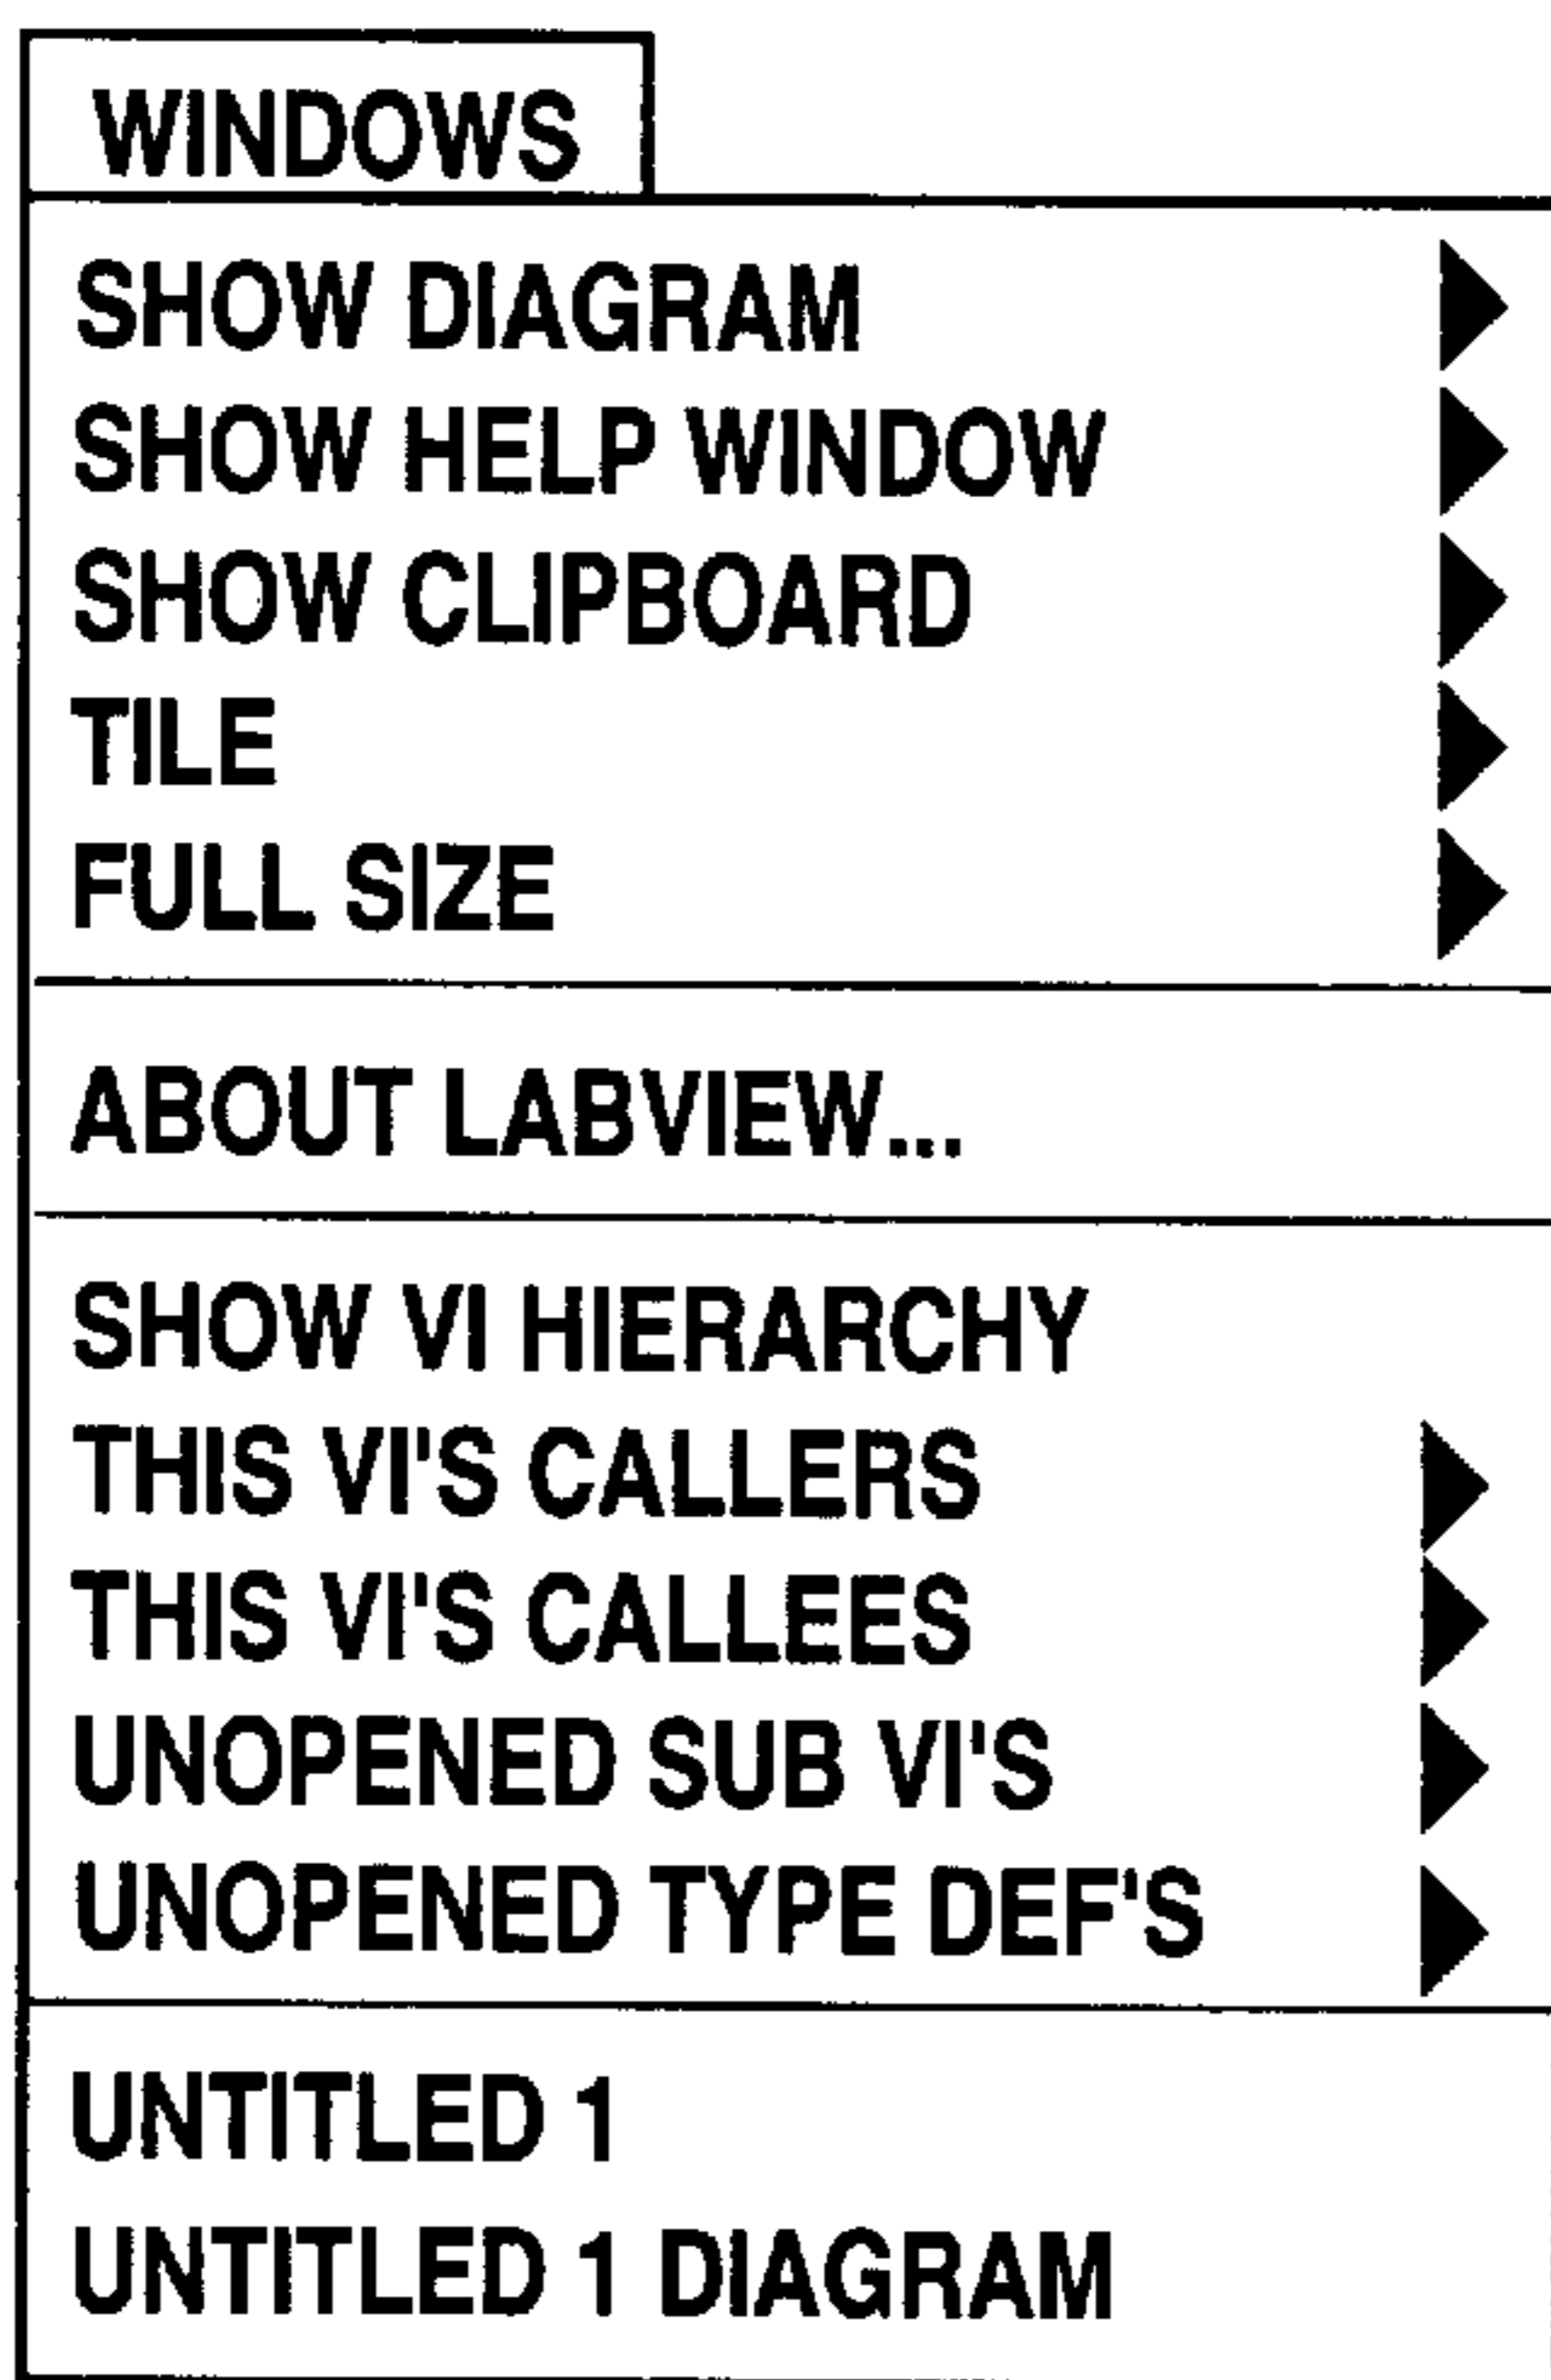 WINDOWS
SHOW DIAGRAM
SHOW HELP WINDOW
SHOW CLIPBOARD
TILE
FULL SIZE
ABOUT LABVIEW...
SHOW VI HIERARCHY
THIS VI'S CALLERS
THIS VI'S CALLEES
UNOPENED SUB VI'S
UNOPENED TYPE DEF'S
UNTITLED 1
UNTITLED 1 DIAGRAM